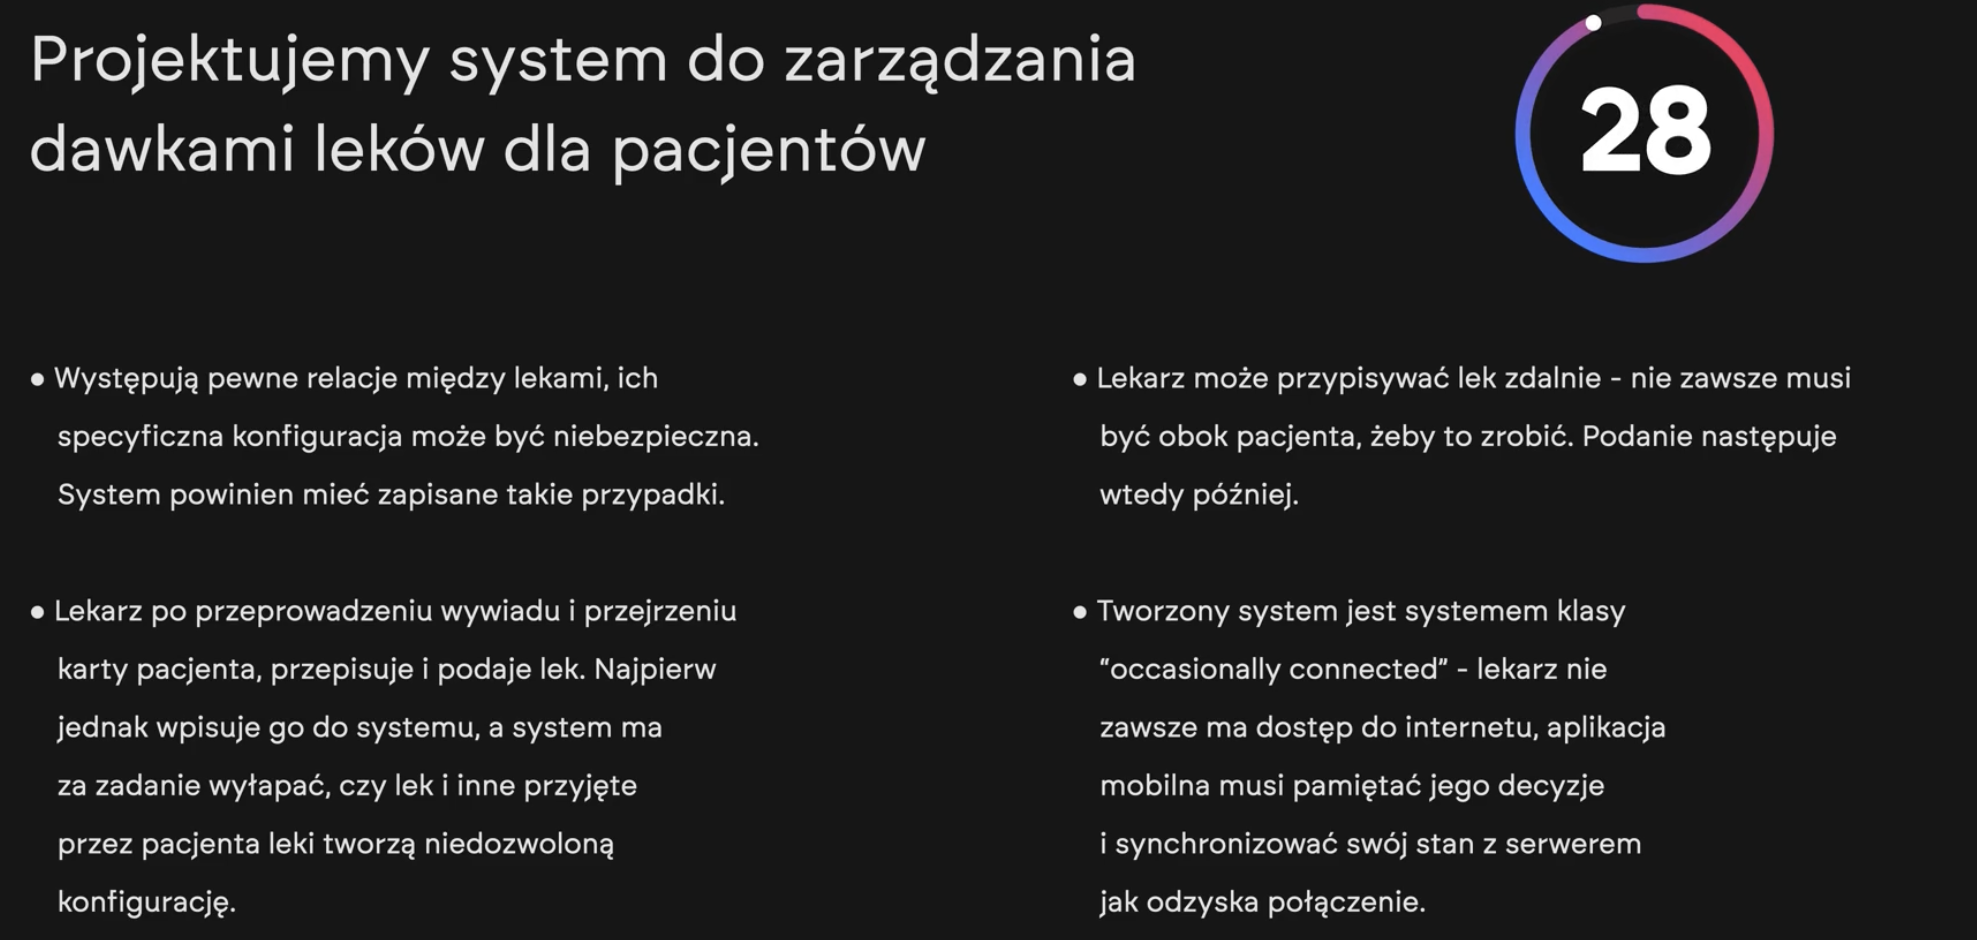 Projektujemy system do zarządzania
dawkami leków dla pacjentów
28
● Występują pewne relacje między lekami, ich
specyficzna konfiguracja może być niebezpieczna.
System powinien mieć zapisane takie przypadki.
● Lekarz po przeprowadzeniu wywiadu i przejrzeniu
karty pacjenta, przepisuje i podaje lek. Najpierw
jednak wpisuje go do systemu, a system ma
za zadanie wyłapać, czy lek i inne przyjęte
przez pacjenta leki tworzą niedozwoloną
konfigurację.
● Lekarz może przypisywać lek zdalnie - nie zawsze musi
być obok pacjenta, żeby to zrobić. Podanie następuje
wtedy później.
● Tworzony system jest systemem klasy
“occasionally connected” - lekarz nie
zawsze ma dostęp do internetu, aplikacja
mobilna musi pamiętać jego decyzje
i synchronizować swój stan z serwerem
jak odzyska połączenie.